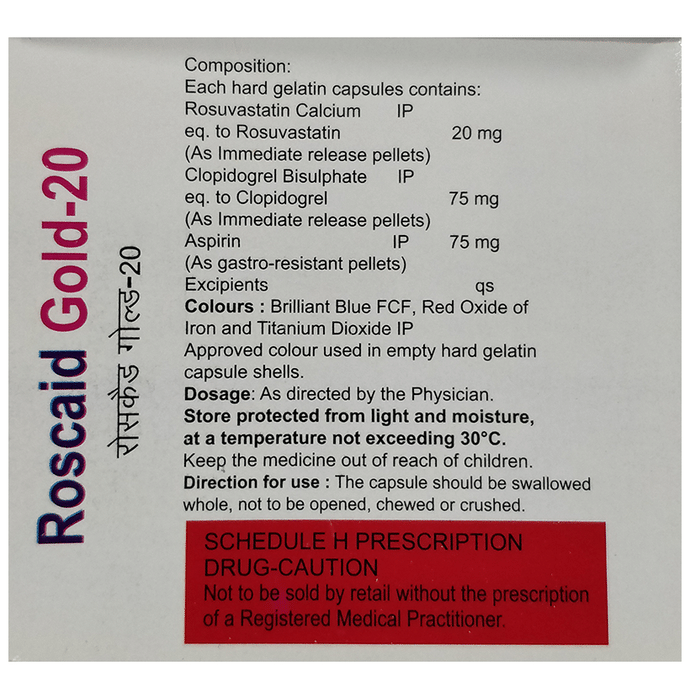 Roscaid Gold-20
रोसकैड गोल्ड-20
Composition:
Each hard gelatin capsules contains:
Rosuvastatin Calcium IP
eq. to Rosuvastatin 20 mg
(As Immediate release pellets)
Clopidogrel Bisulphate IP
eq. to Clopidogrel 75 mg
(As Immediate release pellets)
Aspirin IP 75 mg
(As gastro-resistant pellets)
Excipients qs
Colours : Brilliant Blue FCF, Red Oxide of
Iron and Titanium Dioxide IP
Approved colour used in empty hard gelatin
capsule shells.
Dosage: As directed by the Physician.
Store protected from light and moisture,
at a temperature not exceeding 30°C.
Keep the medicine out of reach of children.
Direction for use : The capsule should be swallowed
whole, not to be opened, chewed or crushed.
SCHEDULE H PRESCRIPTION
DRUG-CAUTION
Not to be sold by retail without the prescription
of a Registered Medical Practitioner.